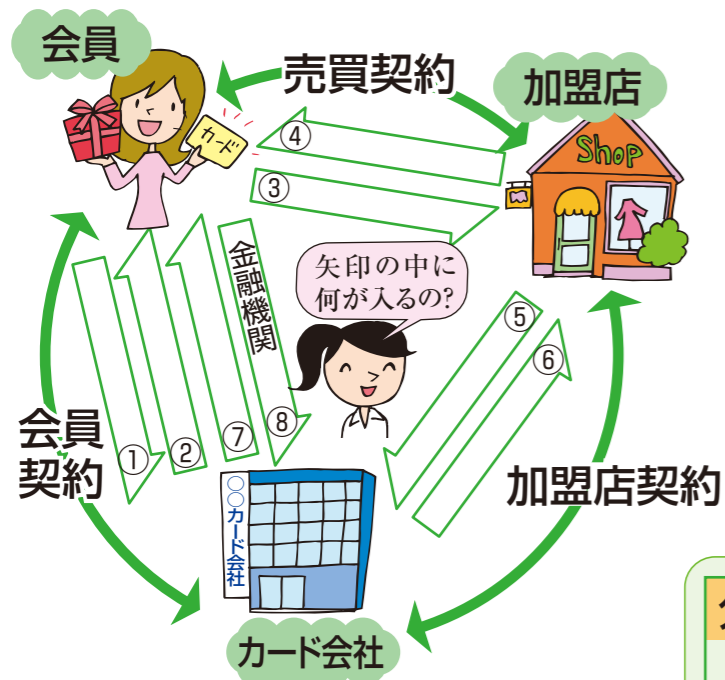 会員
売買契約
加盟店
カード
Shop
④
③
金融機関
矢印の中に
何が入るの?
⑤
⑥
①
②
⑦
⑧
会員
契約
加盟店契約
○○カード会社
カード会社